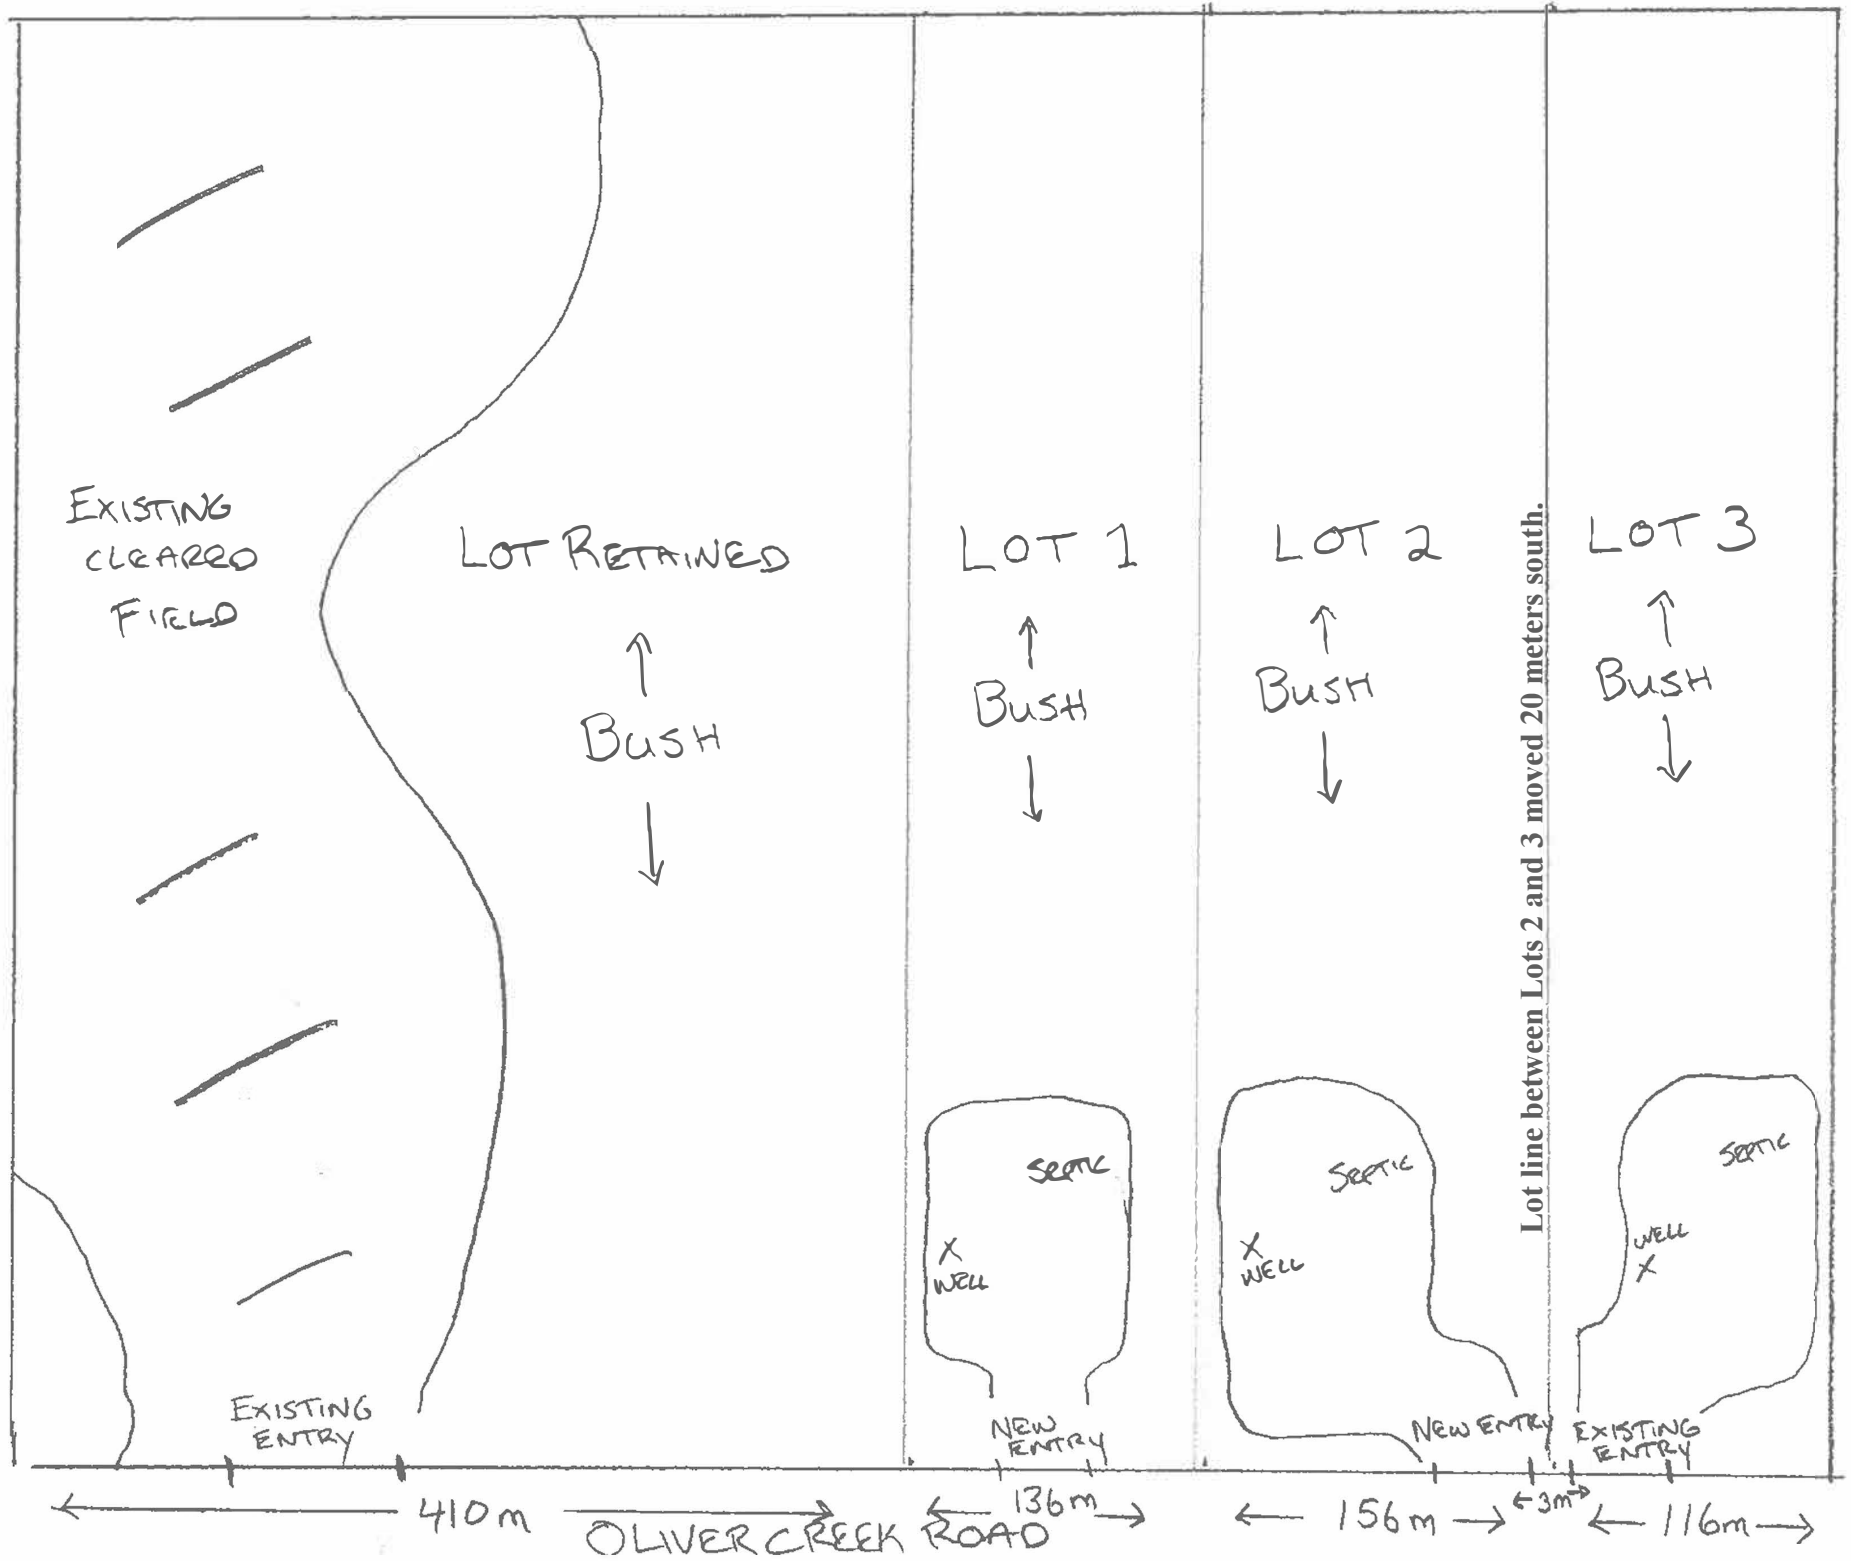 EXISTING
CLEARED
FIELD
LOT RETAINED
↑
BUSH
↓
LOT 1
↑
BUSH
↓
LOT 2
↑
BUSH
↓
Lot line between Lots 2 and 3 moved 20 meters south.
LOT 3
↑
BUSH
↓
SEPTIC
X
WELL
SEPTIC
X
WELL
SEPTIC
WELL
X
EXISTING
ENTRY
NEW
ENTRY
NEW ENTRY
EXISTING
ENTRY
← 410m →
← 136m →
← 156m →
←3m→
← 116m →
OLIVER CREEK ROAD